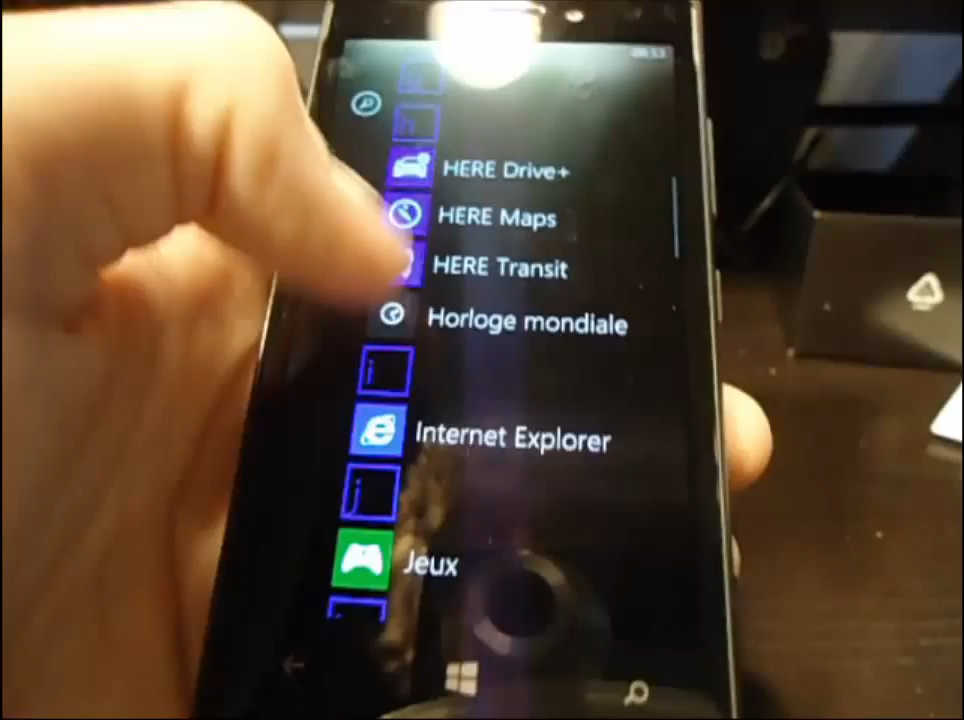 h
HERE Drive+
HERE Maps
HERE Transit
Horloge mondiale
i
Internet Explorer
j
Jeux